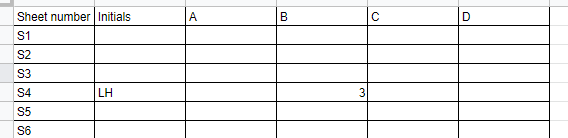 Sheet number Initials A B C D
S1
S2
S3
S4 LH 3
S5
S6